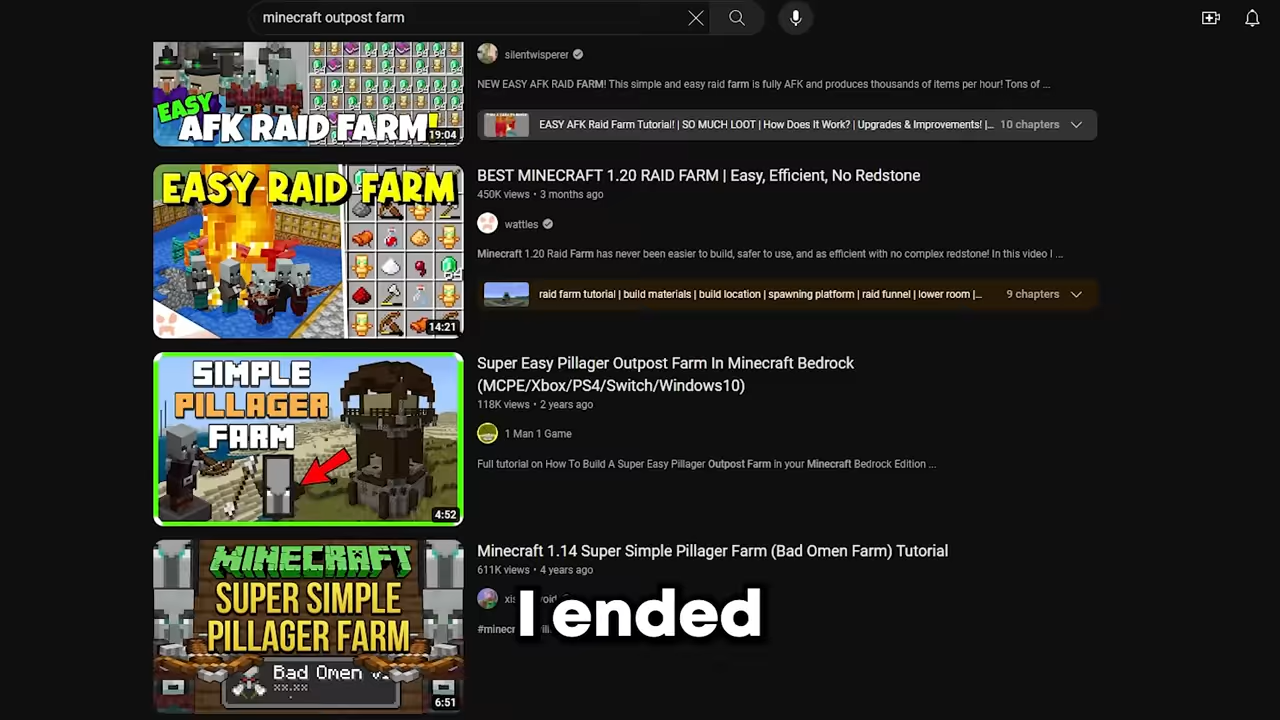 minecraft outpost farm
silentwisperer
NEW EASY AFK RAID FARM! This simple and easy raid farm is fully AFK and produces thousands of items per hour! Tons of ...
EASY
AFK RAID FARM!
19:04
EASY AFK Raid Farm Tutorial! | SO MUCH LOOT | How Does It Work? | Upgrades & Improvements! |...
10 chapters
EASY RAID FARM
64
14:21
BEST MINECRAFT 1.20 RAID FARM | Easy, Efficient, No Redstone
450K views • 3 months ago
wattles
Minecraft 1.20 Raid Farm has never been easier to build, safer to use, and as efficient with no complex redstone! In this video I ...
raid farm tutorial | build materials | build location | spawning platform | raid funnel | lower room |...
9 chapters
SIMPLE
PILLAGER
FARM
4:52
Super Easy Pillager Outpost Farm In Minecraft Bedrock
(MCPE/Xbox/PS4/Switch/Windows10)
118K views • 2 years ago
1 Man 1 Game
Full tutorial on How To Build A Super Easy Pillager Outpost Farm in your Minecraft Bedrock Edition ...
MINECRAFT
SUPER SIMPLE
PILLAGER FARM
Bad Omen
xx:xx
6:51
Minecraft 1.14 Super Simple Pillager Farm (Bad Omen Farm) Tutorial
611K views • 4 years ago
I ended